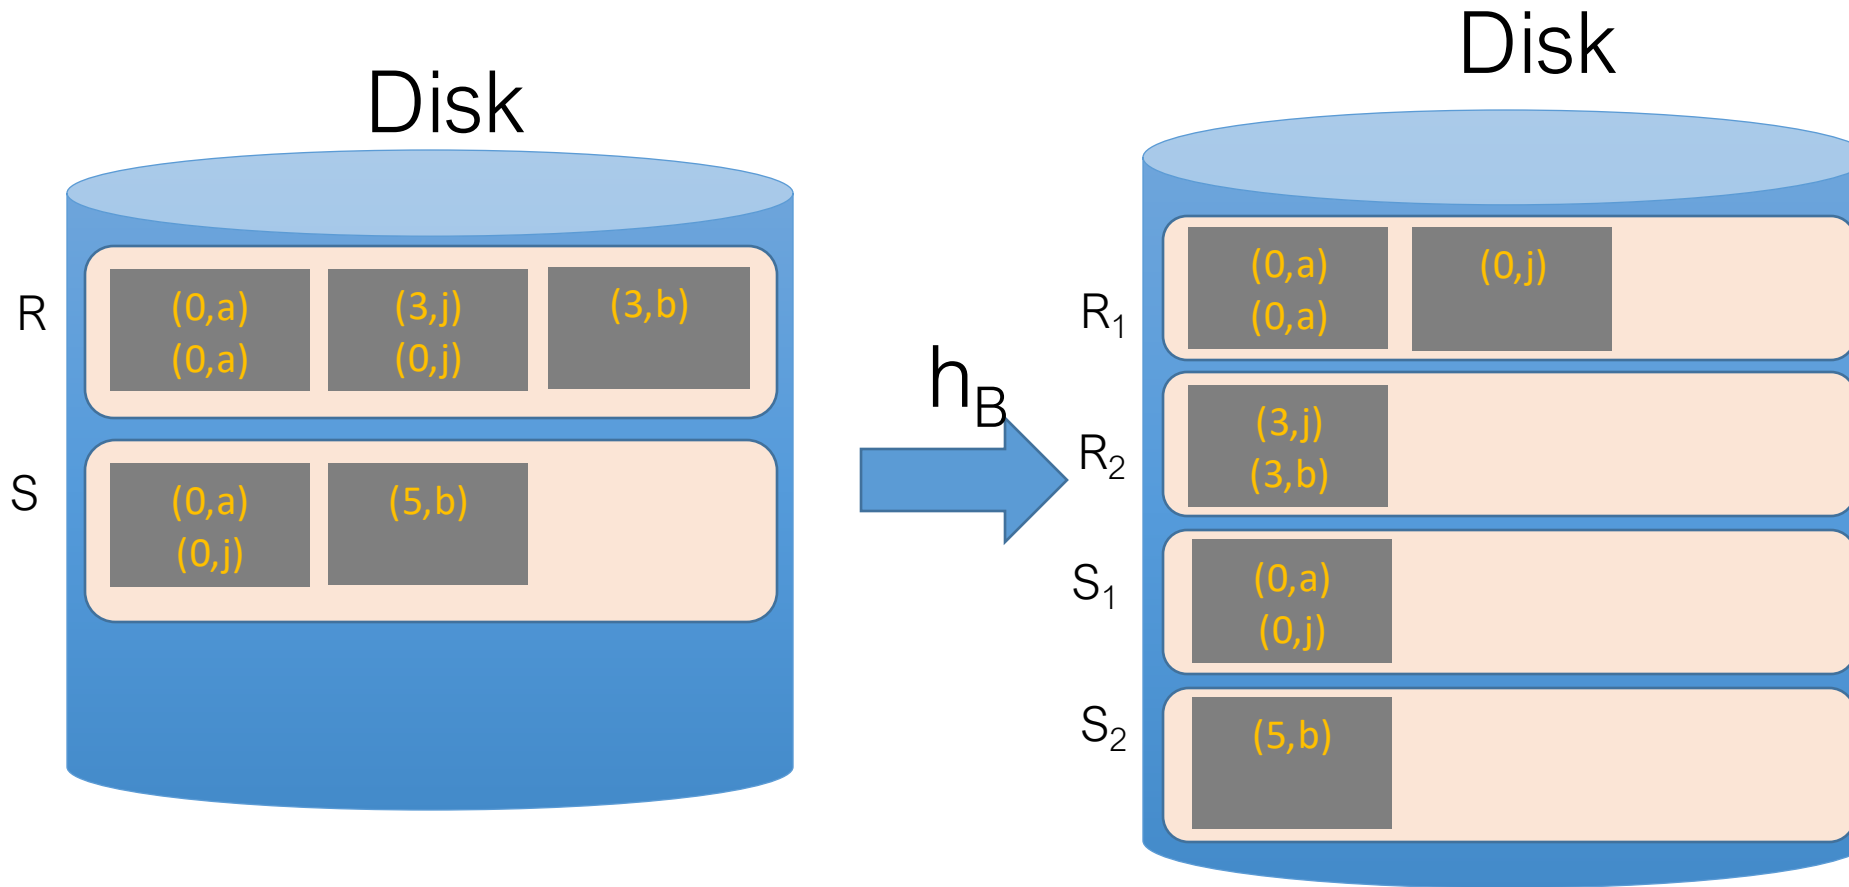 Disk
R
(0,a)
(0,a)
(3,j)
(0,j)
(3,b)
S
(0,a)
(0,j)
(5,b)
h_B
Disk
R₁
(0,a)
(0,a)
(0,j)
R₂
(3,j)
(3,b)
S₁
(0,a)
(0,j)
S₂
(5,b)